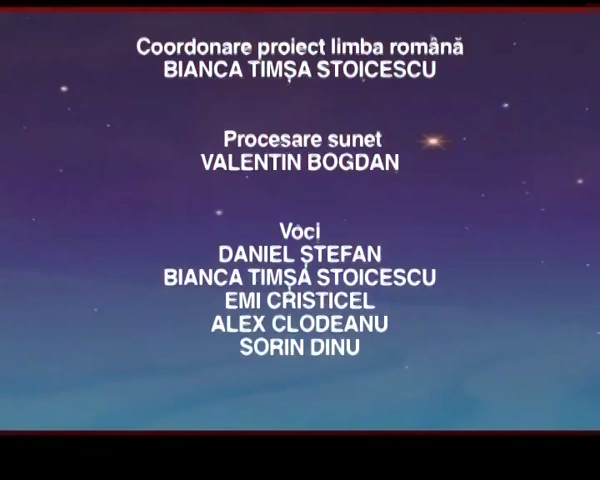 Coordonare proiect limba română
BIANCA TIMȘA STOICESCU
Procesare sunet
VALENTIN BOGDAN
Voci
DANIEL ȘTEFAN
BIANCA TIMȘA STOICESCU
EMI CRISTICEL
ALEX CLODEANU
SORIN DINU